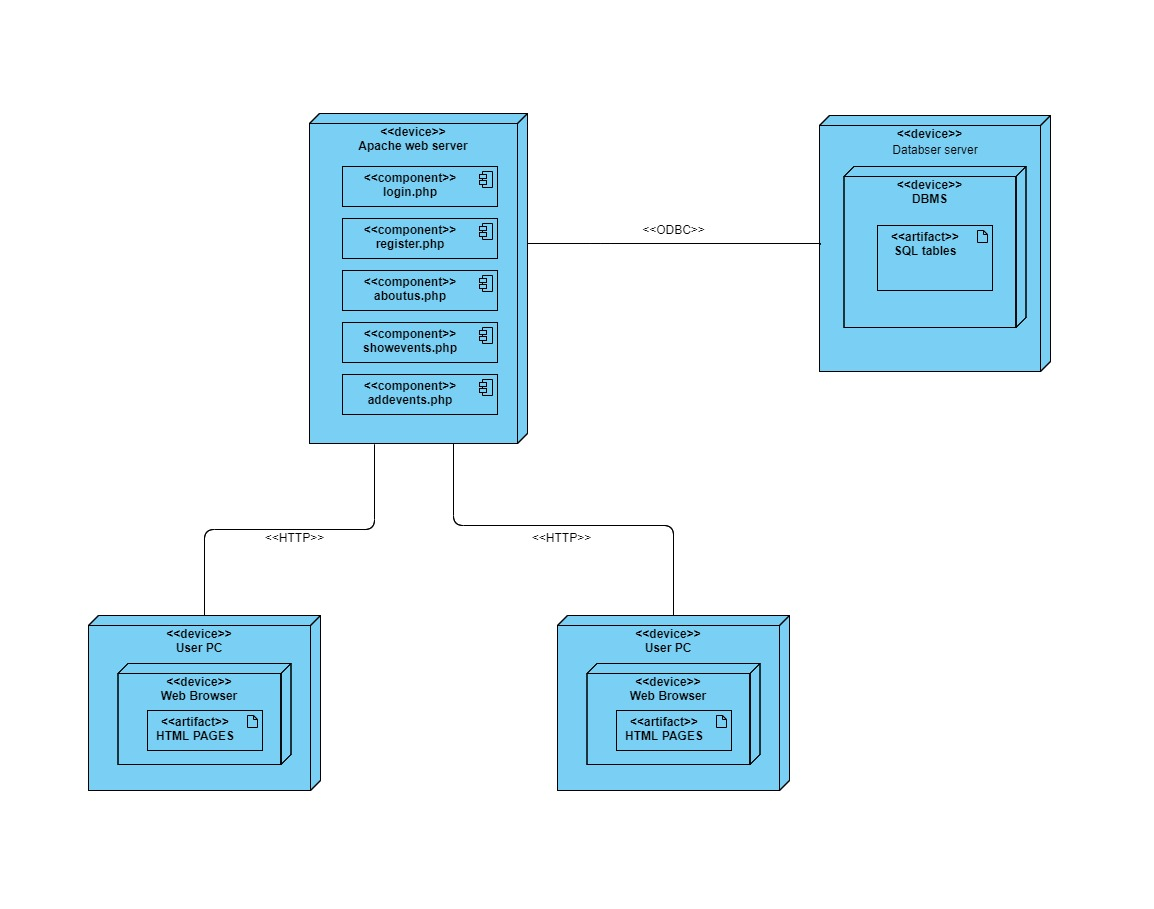 <<device>>
Apache web server
<<component>>
login.php
<<component>>
register.php
<<component>>
aboutus.php
<<component>>
showevents.php
<<component>>
addevents.php
<<ODBC>>
<<device>>
Databser server
<<device>>
DBMS
<<artifact>>
SQL tables
<<HTTP>>
<<HTTP>>
<<device>>
User PC
<<device>>
Web Browser
<<artifact>>
HTML PAGES
<<device>>
User PC
<<device>>
Web Browser
<<artifact>>
HTML PAGES